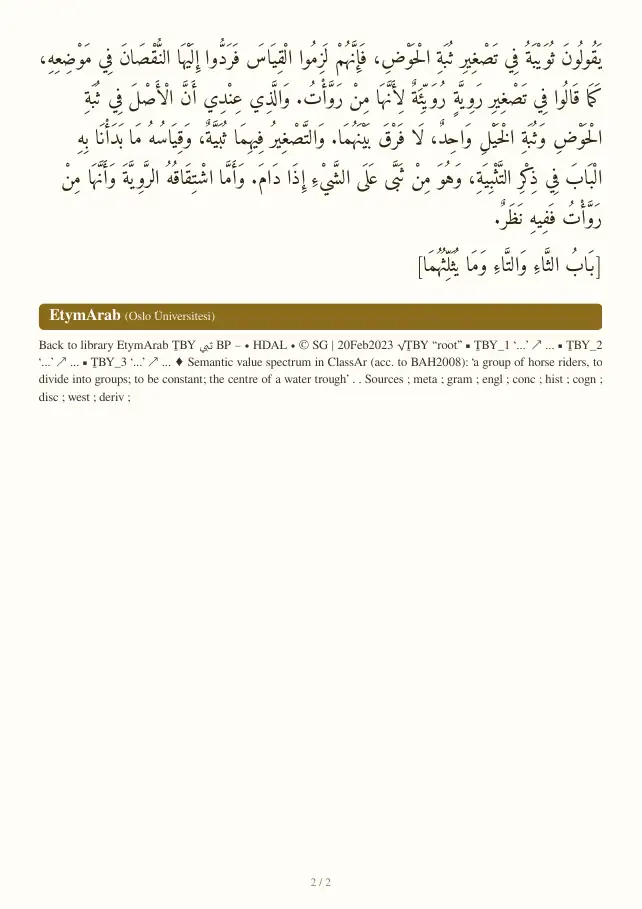 يَقُولُونَ ثُوَيْبَةُ فِي تَصْغِيرِ ثُبَةِ الْحَوْضِ، فَإِنَّهُمْ لَزِمُوا الْقِيَاسَ فَرَدُّوا إِلَيْهَا النُّقْصَانَ فِي مَوْضِعِهِ،
كَمَا قَالُوا فِي تَصْغِيرِ رَوِيَّةٍ رُوَيِّئَةٌ لِأَنَّهَا مِنْ رَوَّأْتُ. وَالَّذِي عِنْدِي أَنَّ الْأَصْلَ فِي ثُبَةِ
الْحَوْضِ وَثُبَةِ الْخَيْلِ وَاحِدٌ، لَا فَرْقَ بَيْنَهُمَا. وَالتَّصْغِيرُ فِيهِمَا ثُبَيَّةٌ، وَقِيَاسُهُ مَا بَدَأْنَا بِهِ
الْبَابَ فِي ذِكْرِ التَّثْبِيَةِ، وَهُوَ مِنْ ثَبَّى عَلَى الشَّيْءِ إِذَا دَامَ. وَأَمَّا اشْتِقَاقُهُ الرَّوِيَّةَ وَأَنَّهَا مِنْ
رَوَّأْتُ فَفِيهِ نَظَرٌ.
[بَابُ الثَّاءِ وَالتَّاءِ وَمَا يُثَلِّثُهُمَا]
EtymArab (Oslo Üniversitesi)
Back to library EtymArab ṮBY ثبي BP – • HDAL • © SG | 20Feb2023 √ṮBY “root” ▪ ṮBY_1 ‘...’ ↗ ... ▪ ṮBY_2
‘...’ ↗ ... ▪ ṮBY_3 ‘...’ ↗ ... ♦ Semantic value spectrum in ClassAr (acc. to BAH2008): ‘a group of horse riders, to
divide into groups; to be constant; the centre of a water trough’ . . Sources ; meta ; gram ; engl ; conc ; hist ; cogn ;
disc ; west ; deriv ;
2 / 2